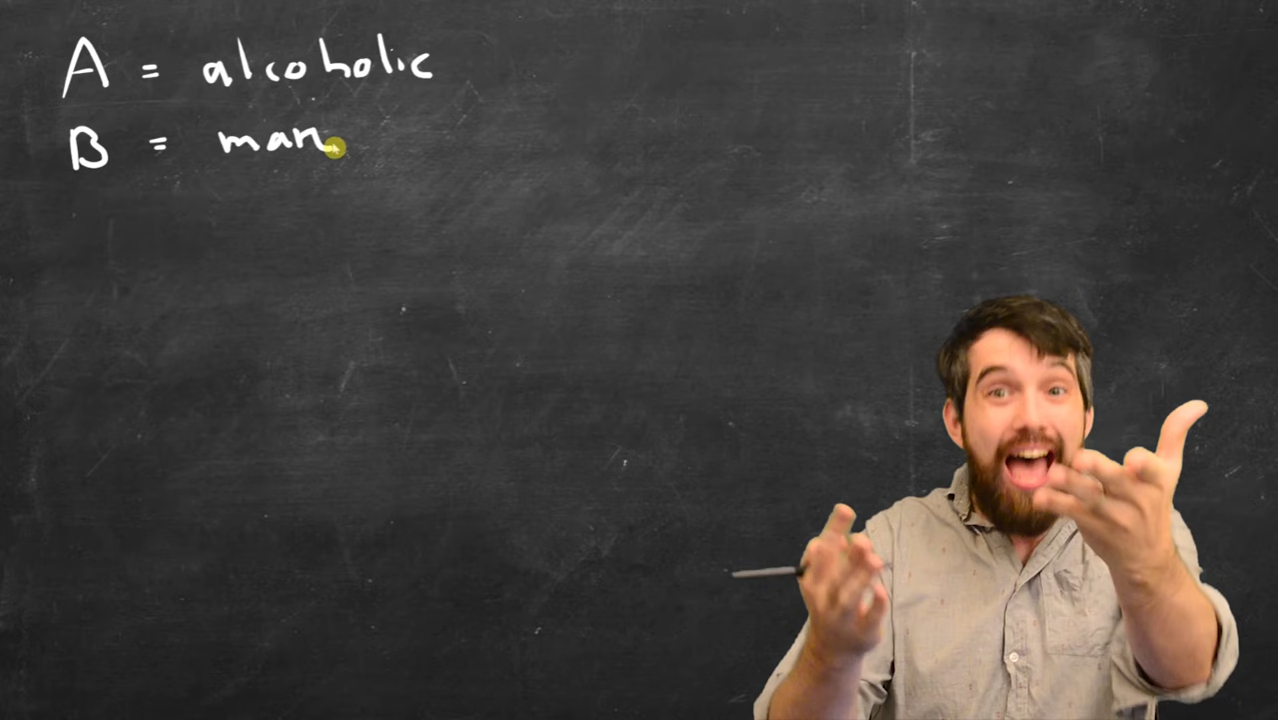 A = alcoholic
B = man